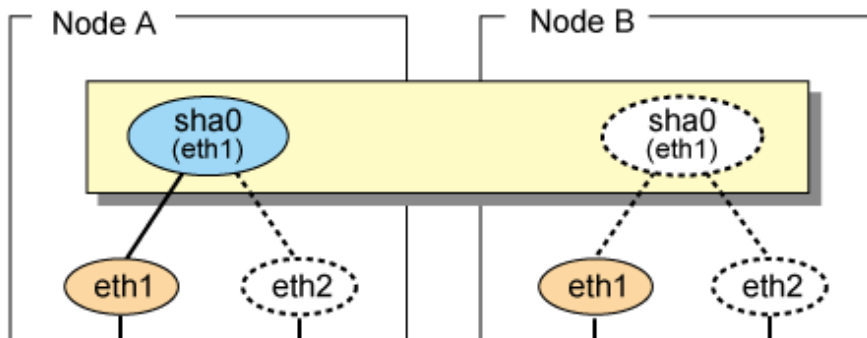 Node A
Node B
sha0
(eth1)
sha0
(eth1)
eth1
eth2
eth1
eth2